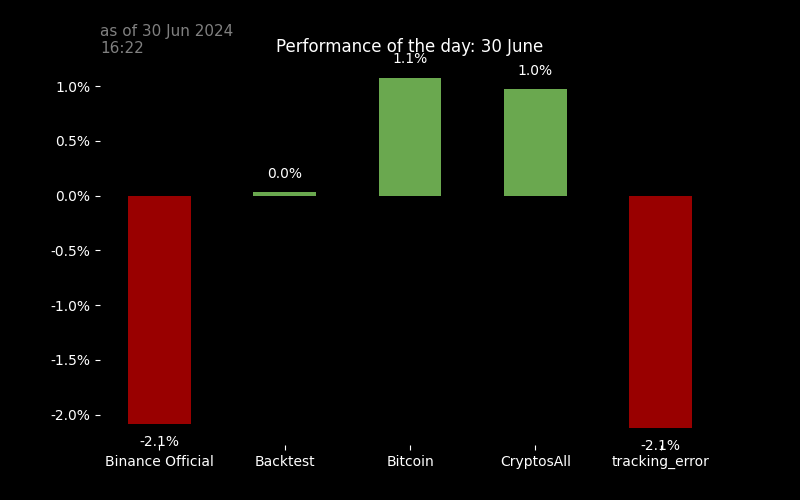 as of 30 Jun 2024
16:22
Performance of the day: 30 June
1.1%
1.0%
1.0%
0.5%
0.0%
0.0%
-0.5%
-1.0%
-1.5%
-2.0%
-2.1%
-2.1%
Binance Official
Backtest
Bitcoin
CryptosAll
tracking_error